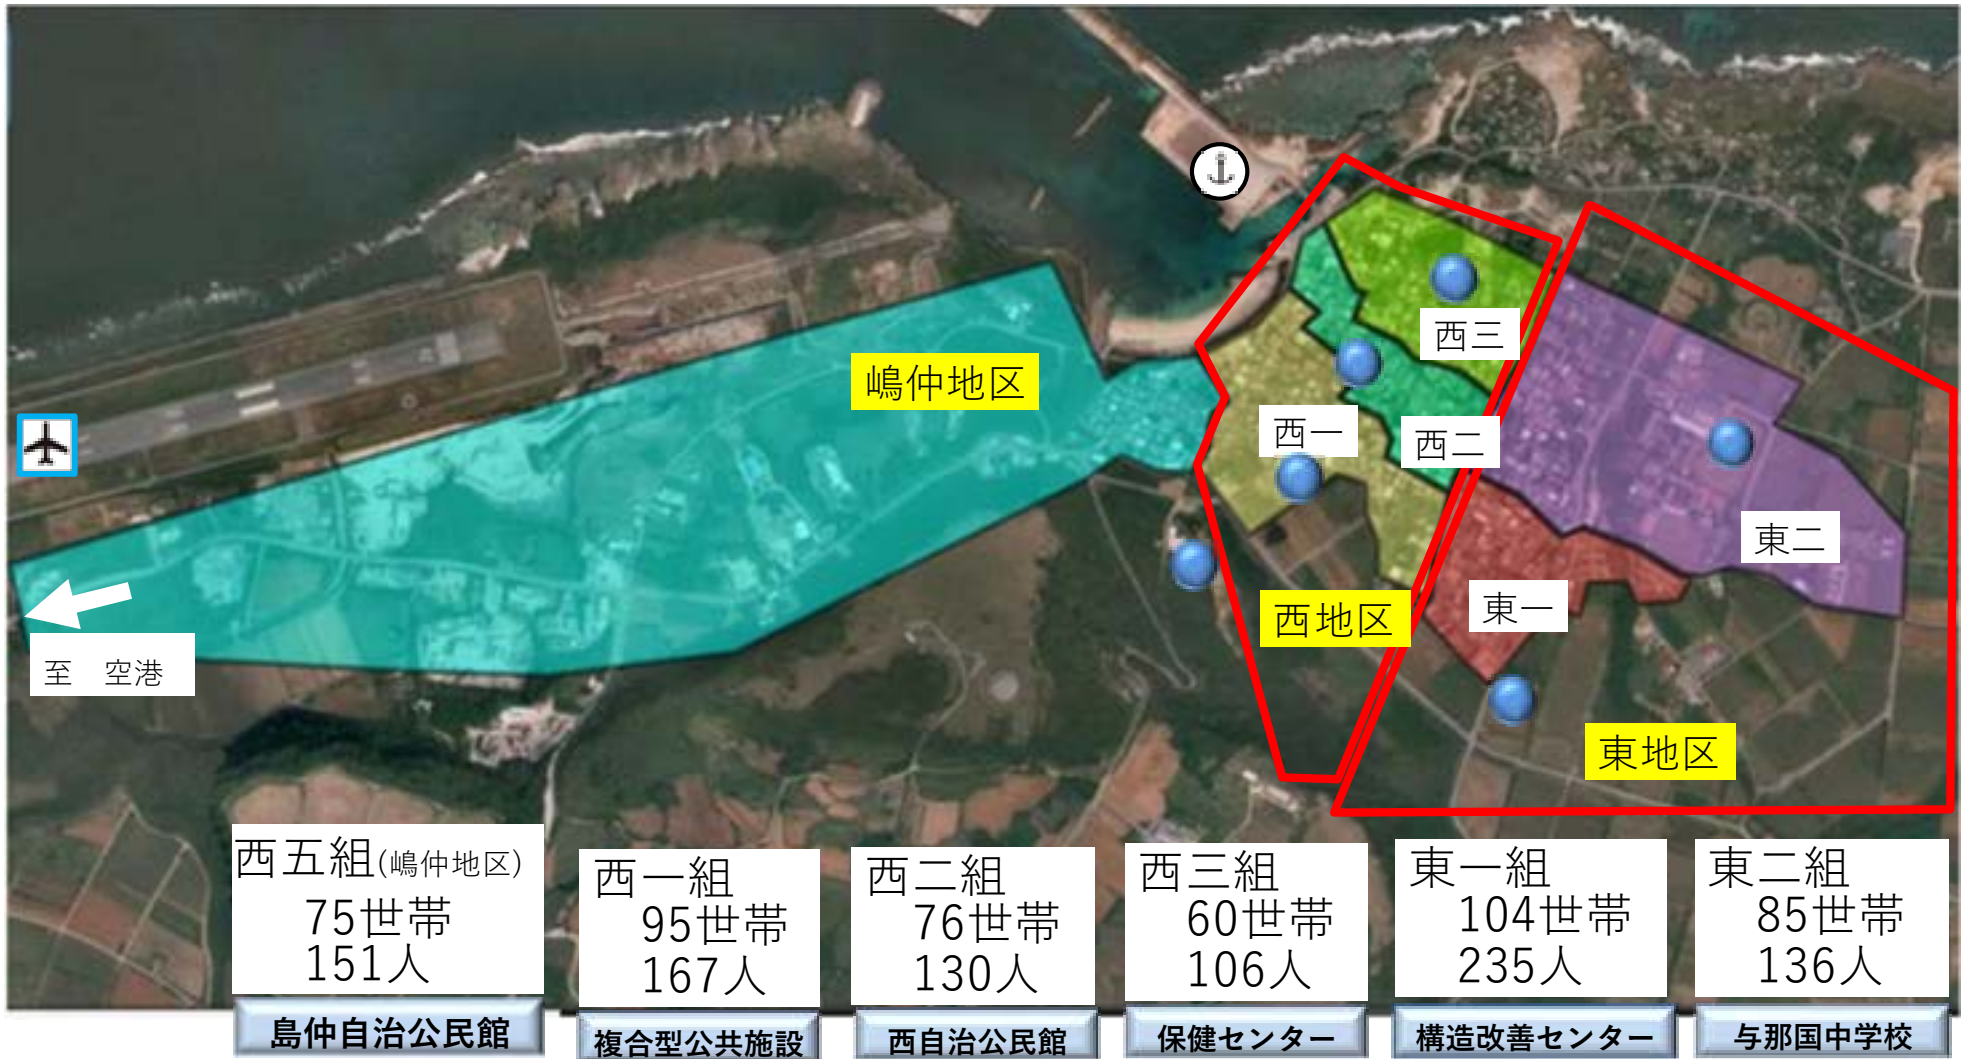 嶋仲地区
西三
西一
西二
東二
東一
西地区
至　空港
東地区
西五組(嶋仲地区)
75世帯
151人
島仲自治公民館
西一組
95世帯
167人
複合型公共施設
西二組
76世帯
130人
西自治公民館
西三組
60世帯
106人
保健センター
東一組
104世帯
235人
構造改善センター
東二組
85世帯
136人
与那国中学校